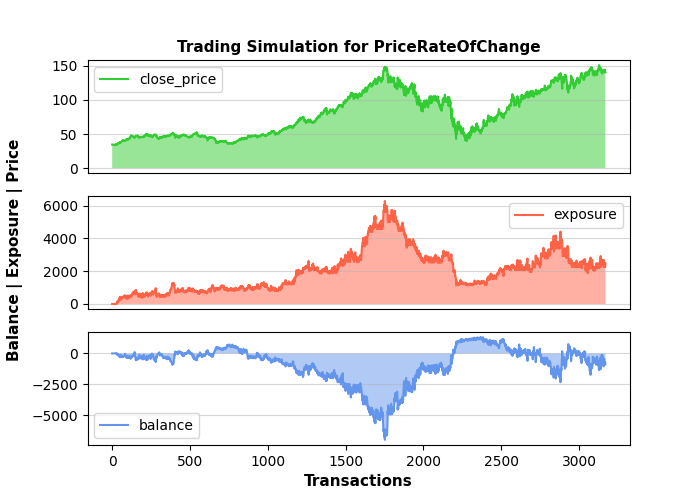 Trading Simulation for PriceRateOfChange
150
100
50
0
close_price
6000
4000
2000
0
exposure
0
−2500
−5000
balance
0 500 1000 1500 2000 2500 3000
Transactions
Balance | Exposure | Price